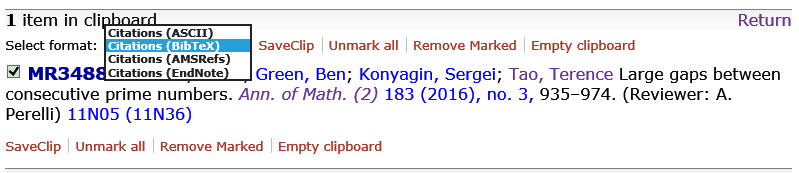 1 item in clipboard Return
Select format: Citations (ASCII)
Citations (BibTeX) SaveClip Unmark all Remove Marked Empty clipboard
Citations (AMSRefs)
Citations (EndNote)
MR3488 Green, Ben; Konyagin, Sergei; Tao, Terence Large gaps between
consecutive prime numbers. Ann. of Math. (2) 183 (2016), no. 3, 935–974. (Reviewer: A.
Perelli) 11N05 (11N36)
SaveClip Unmark all Remove Marked Empty clipboard